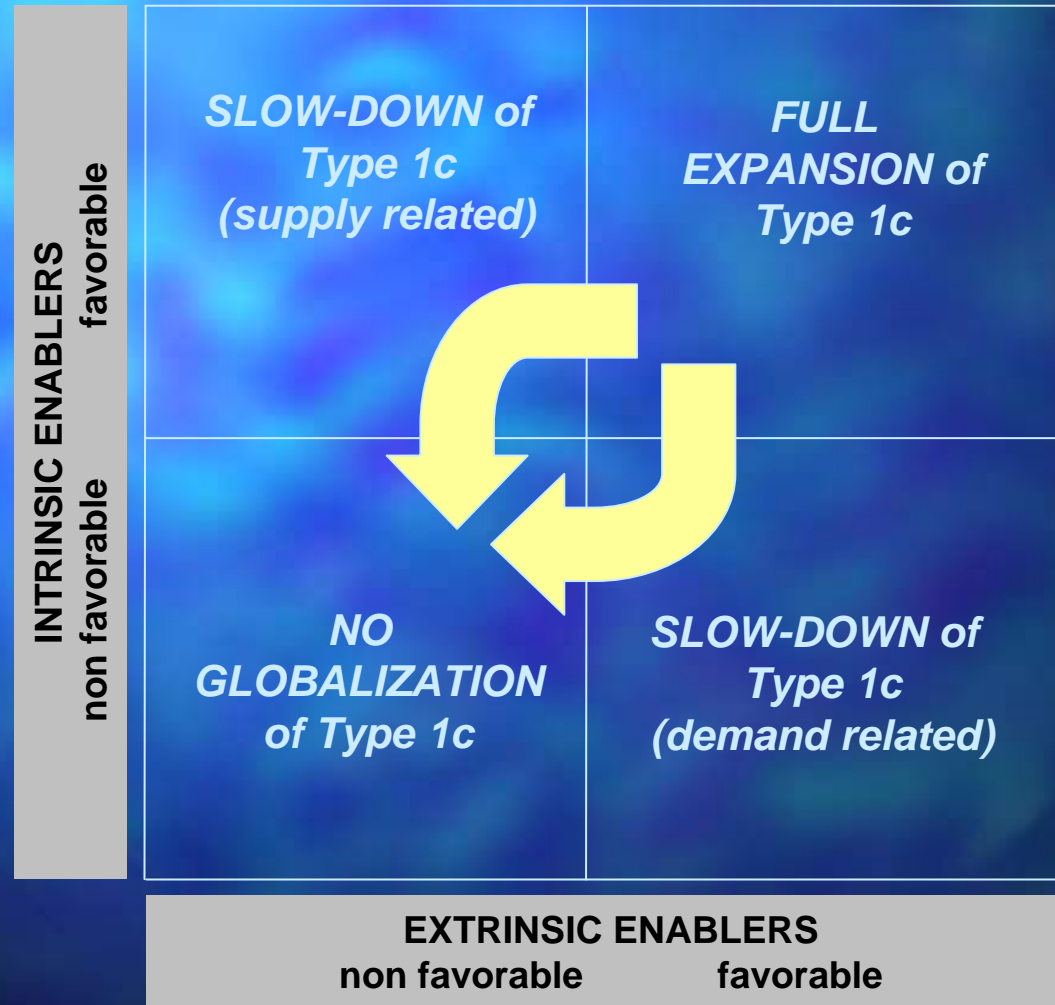 INTRINSIC ENABLERS
non favorable favorable
SLOW-DOWN of
Type 1c
(supply related)
FULL
EXPANSION of
Type 1c
NO
GLOBALIZATION
of Type 1c
SLOW-DOWN of
Type 1c
(demand related)
EXTRINSIC ENABLERS
non favorable favorable